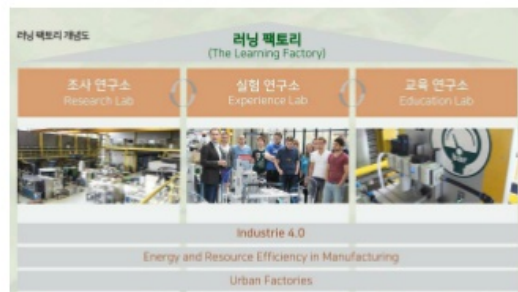 러닝 팩토리 개념도
러닝 팩토리
(The Learning Factory)
조사 연구소
Research Lab
실험 연구소
Experience Lab
교육 연구소
Education Lab
Industrie 4.0
Energy and Resource Efficiency in Manufacturing
Urban Factories